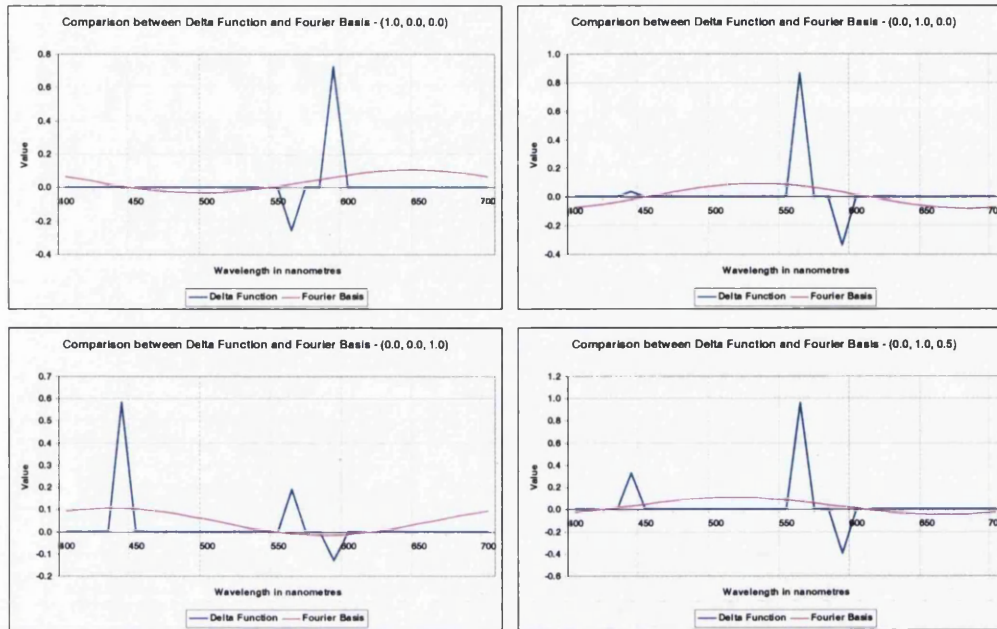 Comparison between Delta Function and Fourier Basis - (1.0, 0.0, 0.0)
0.8
0.6
0.4
0.2
0.0
-0.2
-0.4
Value
400 450 500 550 600 650 700
Wavelength in nanometres
Delta Function Fourier Basis
Comparison between Delta Function and Fourier Basis - (0.0, 1.0, 0.0)
1.0
0.8
0.6
0.4
0.2
0.0
-0.2
-0.4
Value
400 450 500 550 600 650 700
Wavelength in nanometres
Delta Function Fourier Basis
Comparison between Delta Function and Fourier Basis - (0.0, 0.0, 1.0)
0.7
0.6
0.5
0.4
0.3
0.2
0.1
0.0
-0.1
-0.2
Value
400 450 500 550 600 650 700
Wavelength in nanometres
Delta Function Fourier Basis
Comparison between Delta Function and Fourier Basis - (0.0, 1.0, 0.5)
1.2
1.0
0.8
0.6
0.4
0.2
0.0
-0.2
-0.4
-0.6
Value
400 450 500 550 600 650 700
Wavelength in nanometres
Delta Function Fourier Basis